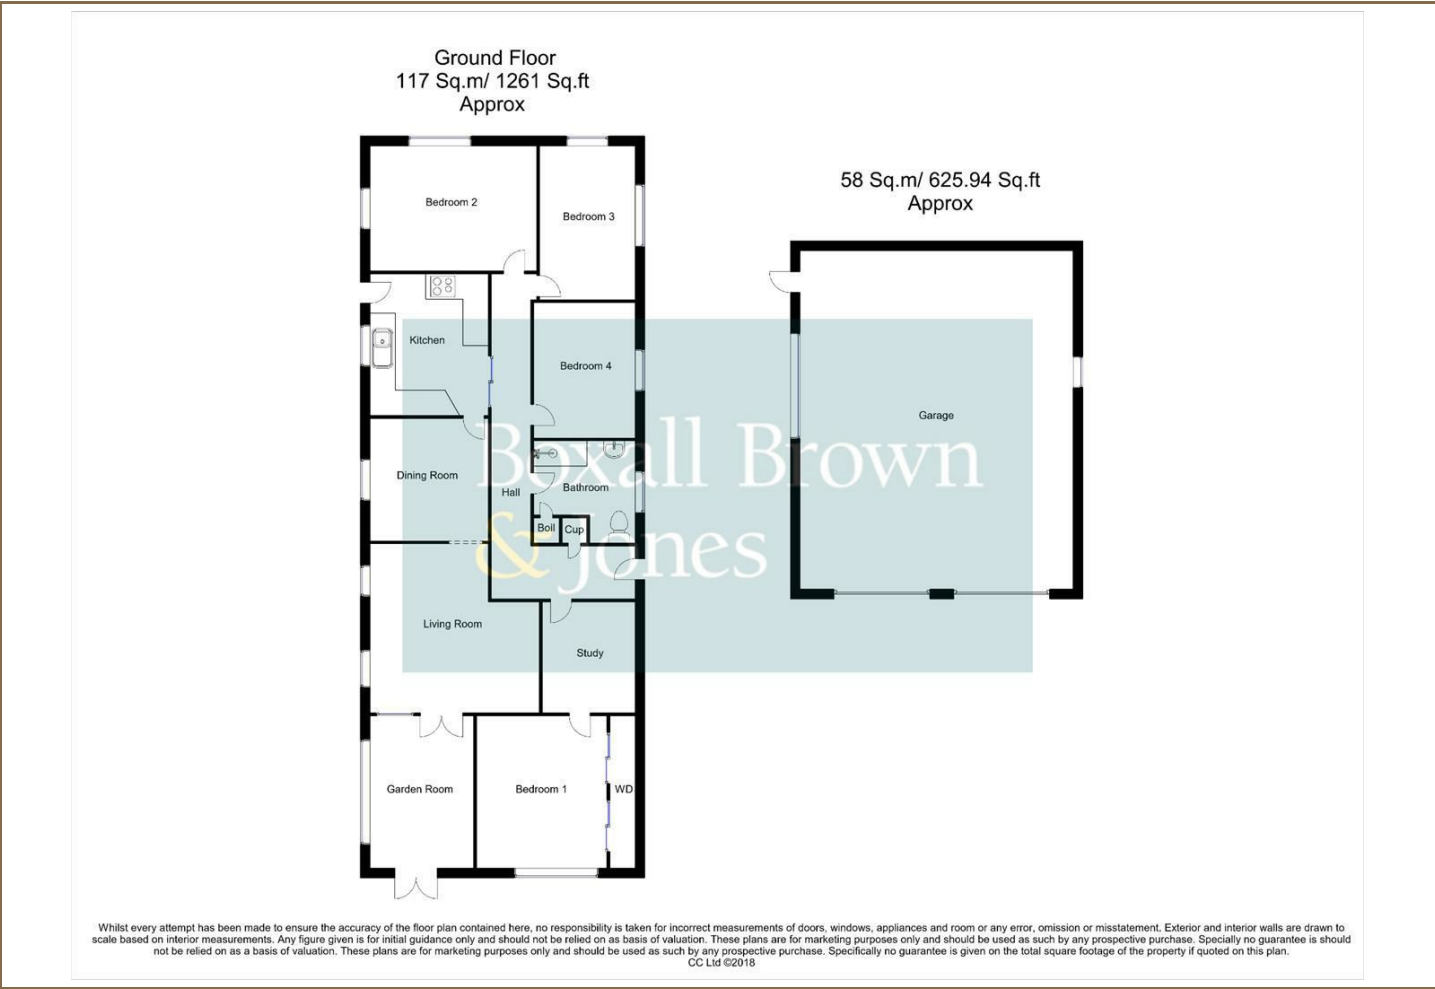 Ground Floor
117 Sq.m/ 1261 Sq.ft
Approx
58 Sq.m/ 625.94 Sq.ft
Approx
Bedroom 2
Bedroom 3
Kitchen
Bedroom 4
Garage
Boxall Brown
& Jones
Dining Room
Hall
Bathroom
Boil
Cup
Living Room
Study
Garden Room
Bedroom 1
WD
Whilst every attempt has been made to ensure the accuracy of the floor plan contained here, no responsibility is taken for incorrect measurements of doors, windows, appliances and room or any error, omission or misstatement. Exterior and interior walls are drawn to
scale based on interior measurements. Any figure given is for initial guidance only and should not be relied on as basis of valuation. These plans are for marketing purposes only and should be used as such by any prospective purchase. Specially no guarantee is should
not be relied on as a basis of valuation. These plans are for marketing purposes only and should be used as such by any prospective purchase. Specifically no guarantee is given on the total square footage of the property if quoted on this plan.
CC Ltd ©2018